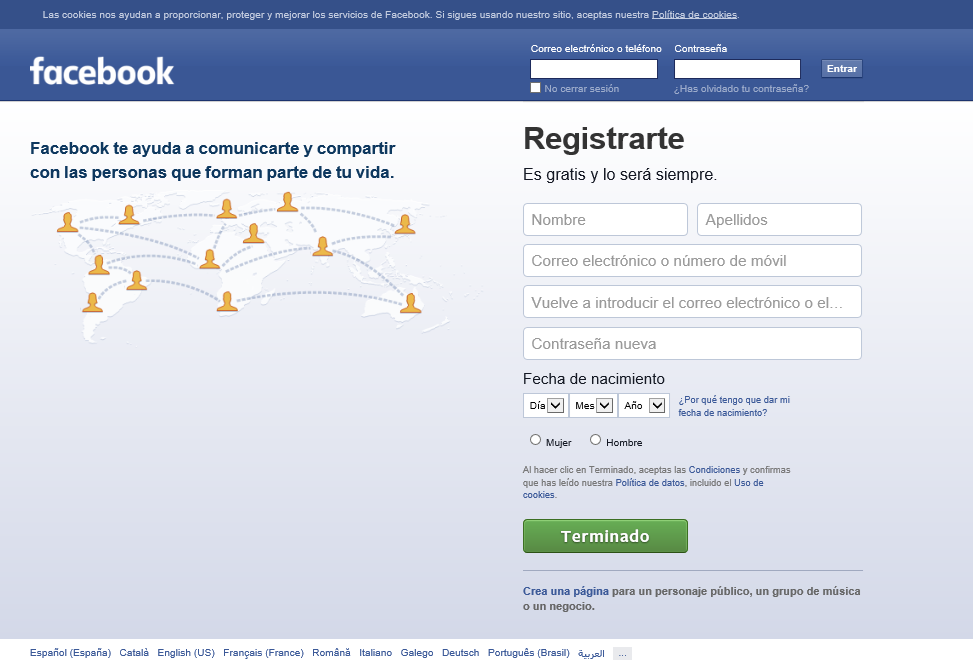 Las cookies nos ayudan a proporcionar, proteger y mejorar los servicios de Facebook. Si sigues usando nuestro sitio, aceptas nuestra Política de cookies.
facebook
Correo electrónico o teléfono
Contraseña
Entrar
No cerrar sesión
¿Has olvidado tu contraseña?
Facebook te ayuda a comunicarte y compartir
con las personas que forman parte de tu vida.
Registrarte
Es gratis y lo será siempre.
Nombre
Apellidos
Correo electrónico o número de móvil
Vuelve a introducir el correo electrónico o el...
Contraseña nueva
Fecha de nacimiento
Día Mes Año
¿Por qué tengo que dar mi
fecha de nacimiento?
Mujer Hombre
Al hacer clic en Terminado, aceptas las Condiciones y confirmas
que has leído nuestra Política de datos, incluido el Uso de
cookies.
Terminado
Crea una página para un personaje público, un grupo de música
o un negocio.
Español (España) Català English (US) Français (France) Română Italiano Galego Deutsch Português (Brasil) العربية ...